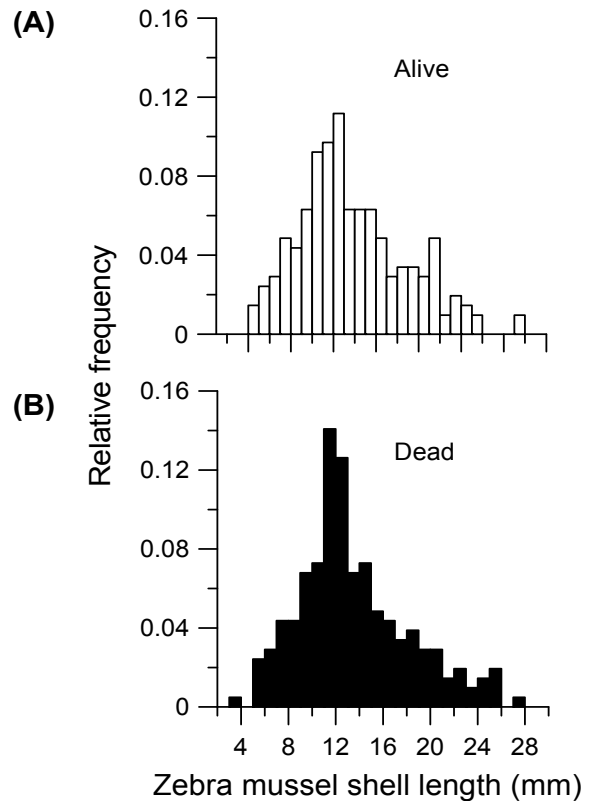 (A)
0.16
Alive
0.12
0.08
0.04
0
Relative frequency
(B)
0.16
Dead
0.12
0.08
0.04
0
4 8 12 16 20 24 28
Zebra mussel shell length (mm)